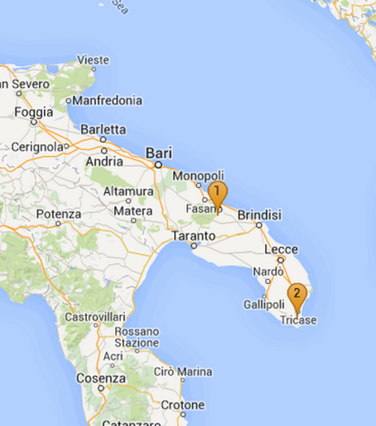 Sea
Vieste
n Severo
Manfredonia
Foggia
Barletta
Cerignola
Andria
Bari
Monopoli
1
Altamura
Fasano
Potenza
Matera
Brindisi
Taranto
Lecce
Nardò
2
Gallipoli
Tricase
Castrovillari
Rossano
Stazione
Acri
Cirò Marina
Cosenza
Crotone
Catanzaro